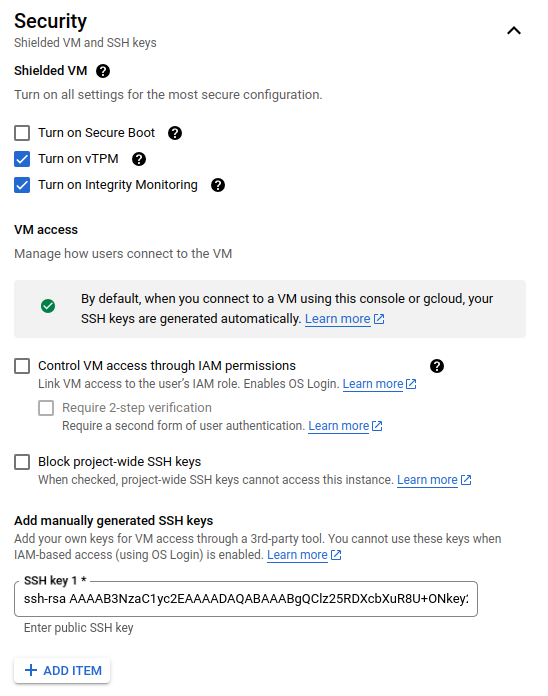 Security
Shielded VM and SSH keys
Shielded VM
Turn on all settings for the most secure configuration.
Turn on Secure Boot
Turn on vTPM
Turn on Integrity Monitoring
VM access
Manage how users connect to the VM
By default, when you connect to a VM using this console or gcloud, your
SSH keys are generated automatically. Learn more
Control VM access through IAM permissions
Link VM access to the user's IAM role. Enables OS Login. Learn more
Require 2-step verification
Require a second form of user authentication. Learn more
Block project-wide SSH keys
When checked, project-wide SSH keys cannot access this instance. Learn more
Add manually generated SSH keys
Add your own keys for VM access through a 3rd-party tool. You cannot use these keys when
IAM-based access (using OS Login) is enabled. Learn more
SSH key 1 *
ssh-rsa AAAAB3NzaC1yc2EAAAADAQABAAABgQClz25RDXcbXuR8U+ONkey2
Enter public SSH key
+ ADD ITEM